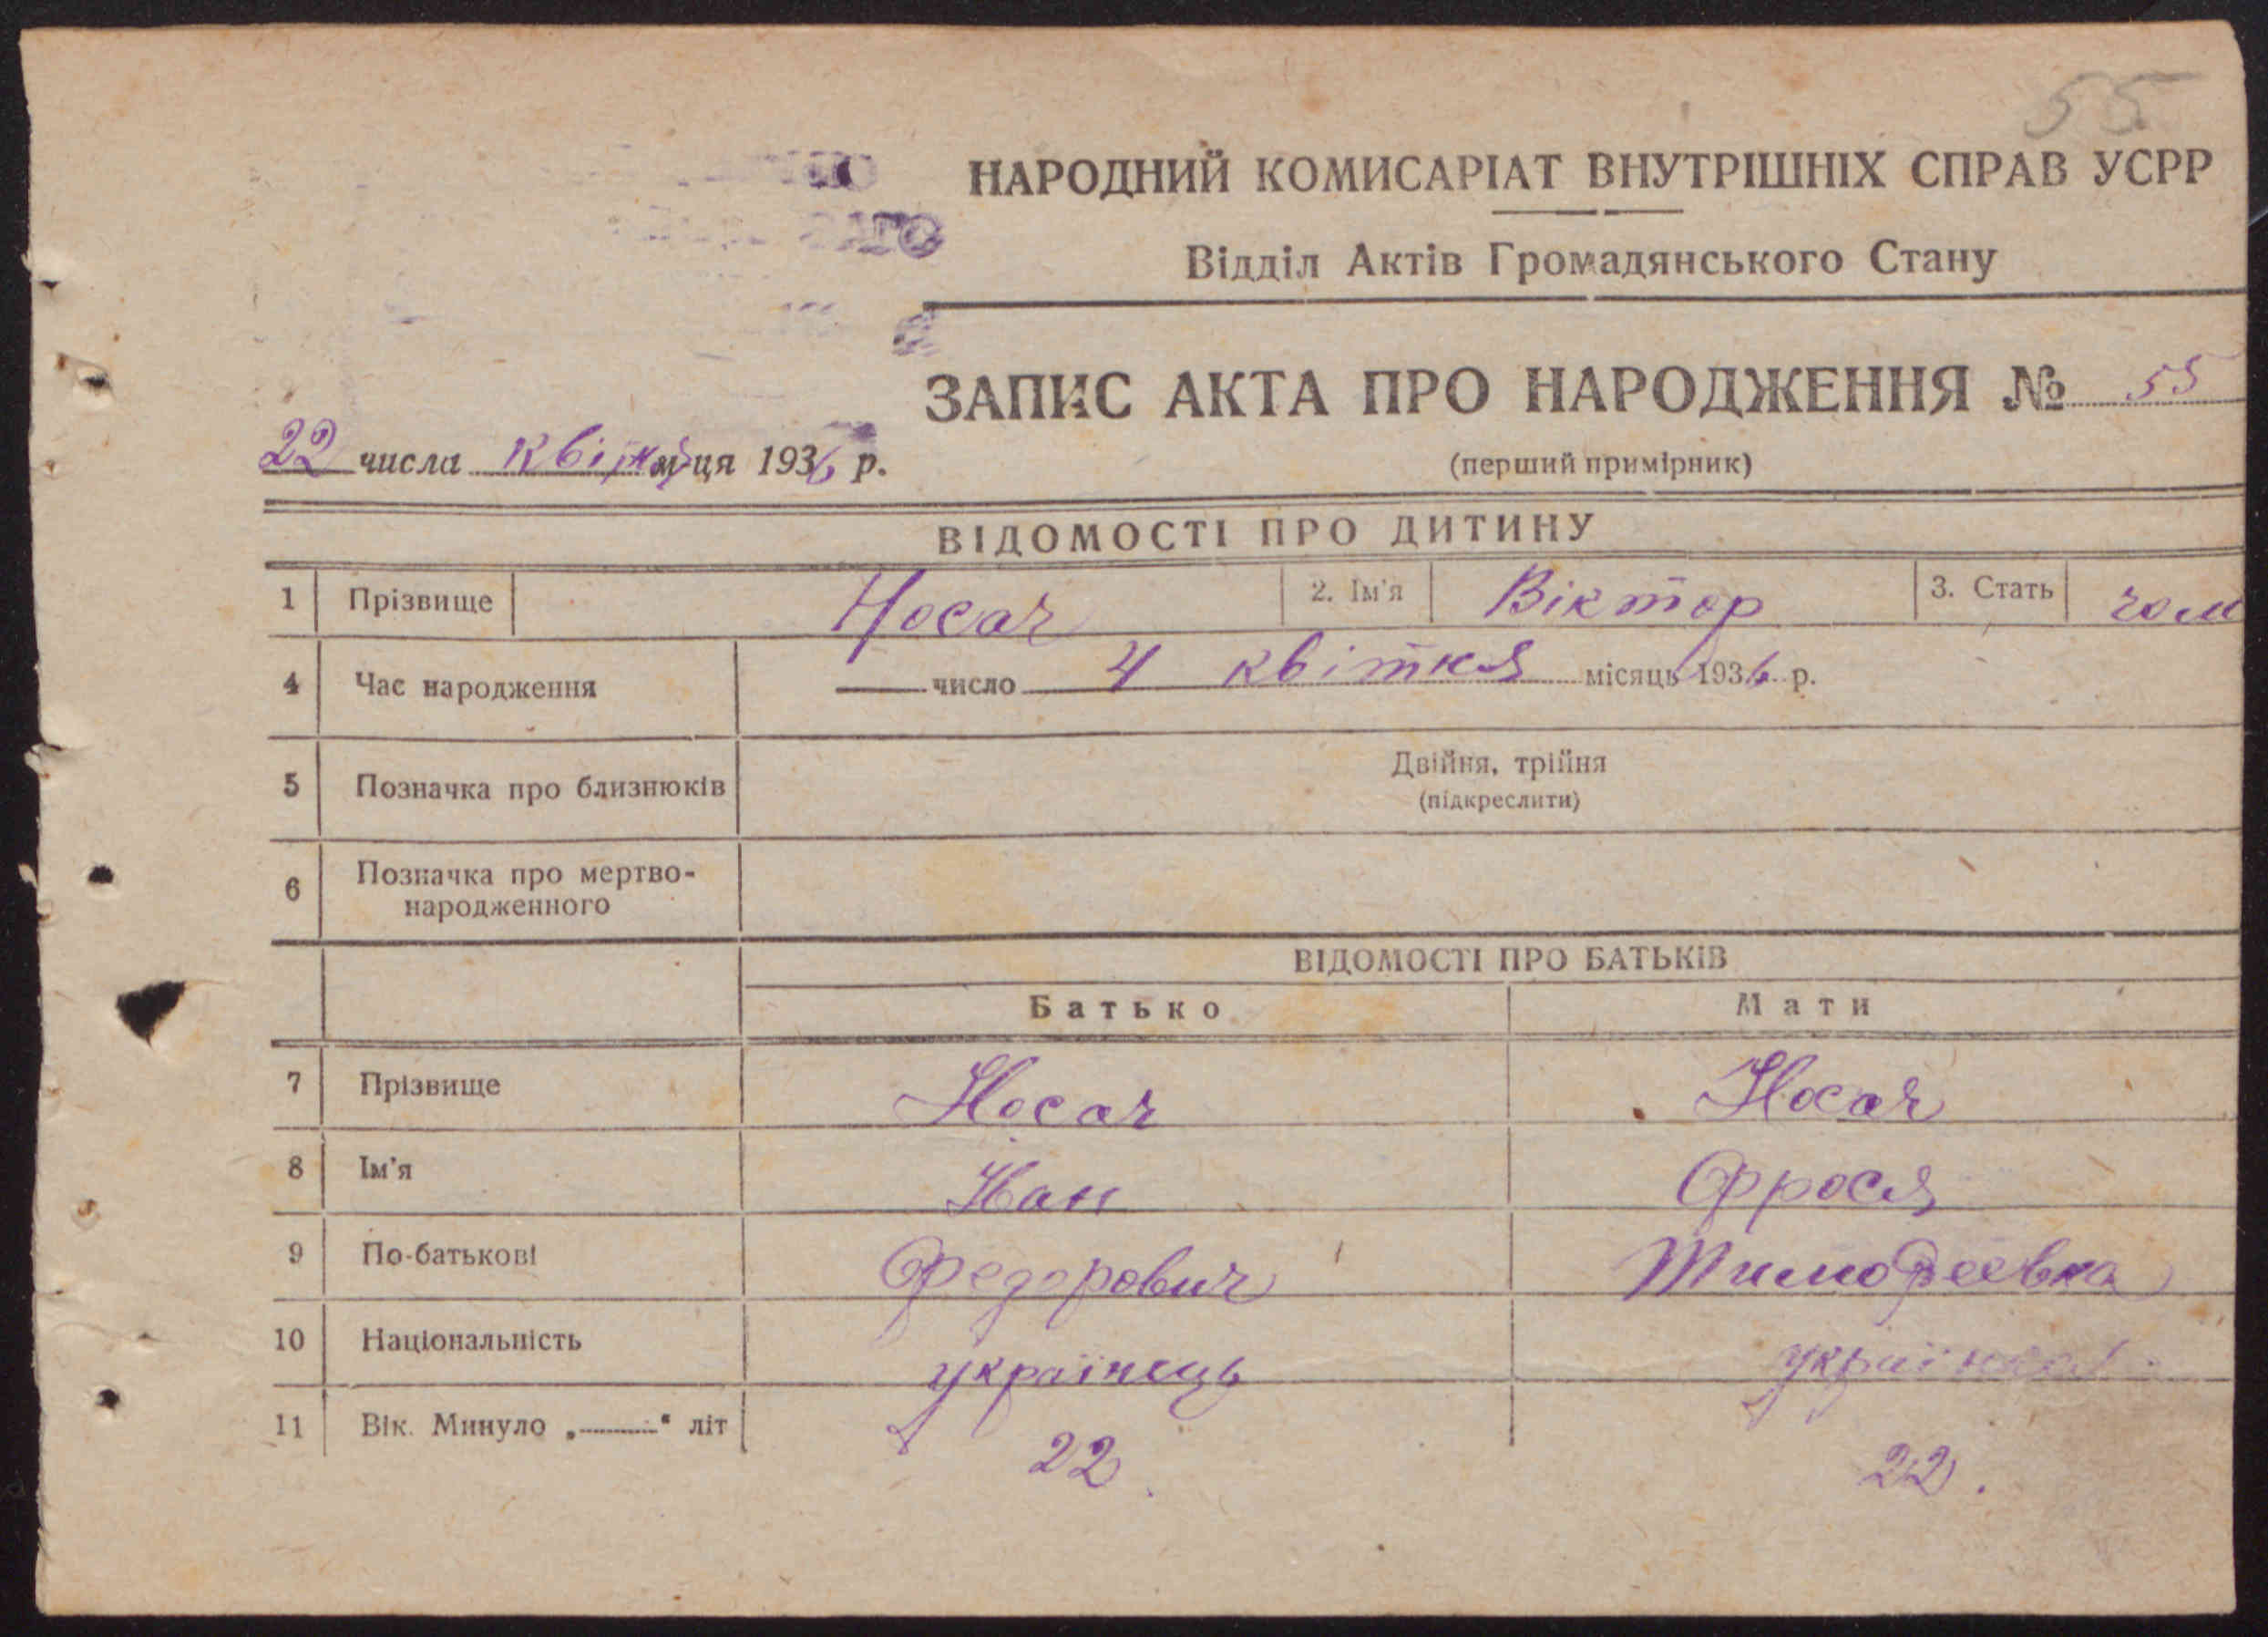 55
НАРОДНИЙ КОМИСАРІАТ ВНУТРІШНІХ СПРАВ УСРР
Відділ Актів Громадянського Стану
ЗАПИС АКТА ПРО НАРОДЖЕННЯ № 55
22 числа квітня м-ця 1936 р.
(перший примірник)
ВІДОМОСТІ ПРО ДИТИНУ
1 Прізвище Носач 2. Ім'я Віктор 3. Стать чол
4 Час народження число 4 квітня місяць 1936 р.
5 Позначка про близнюків Двійня, трійня
(підкреслити)
6 Позначка про мертво-
народженного
ВІДОМОСТІ ПРО БАТЬКІВ
Батько Мати
7 Прізвище Носач Носач
8 Ім'я Иван Фрося
9 По-батькові Федорович Тимофеевна
10 Національність українець українка
11 Вік. Минуло „ “ літ 22 22.